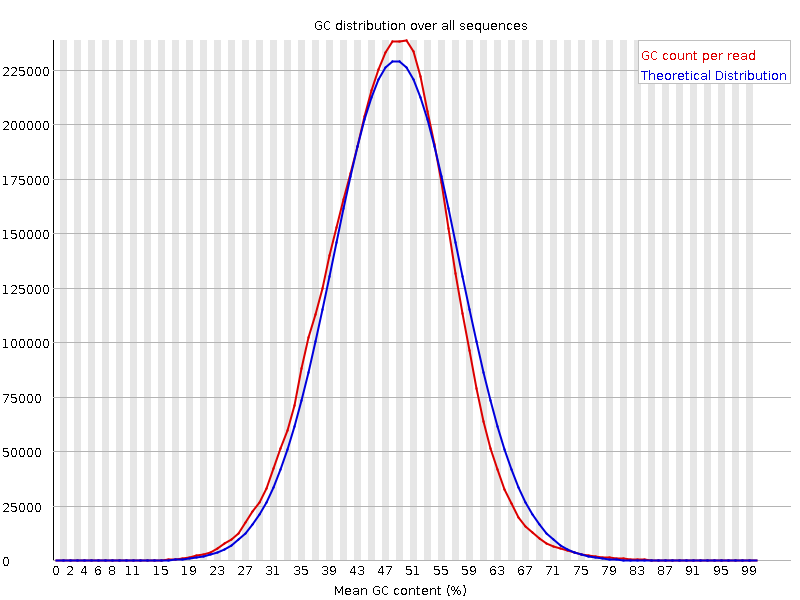 GC distribution over all sequences
GC count per read
Theoretical Distribution
225000
200000
175000
150000
125000
100000
75000
50000
25000
0
0 2 4 6 8 11 15 19 23 27 31 35 39 43 47 51 55 59 63 67 71 75 79 83 87 91 95 99
Mean GC content (%)